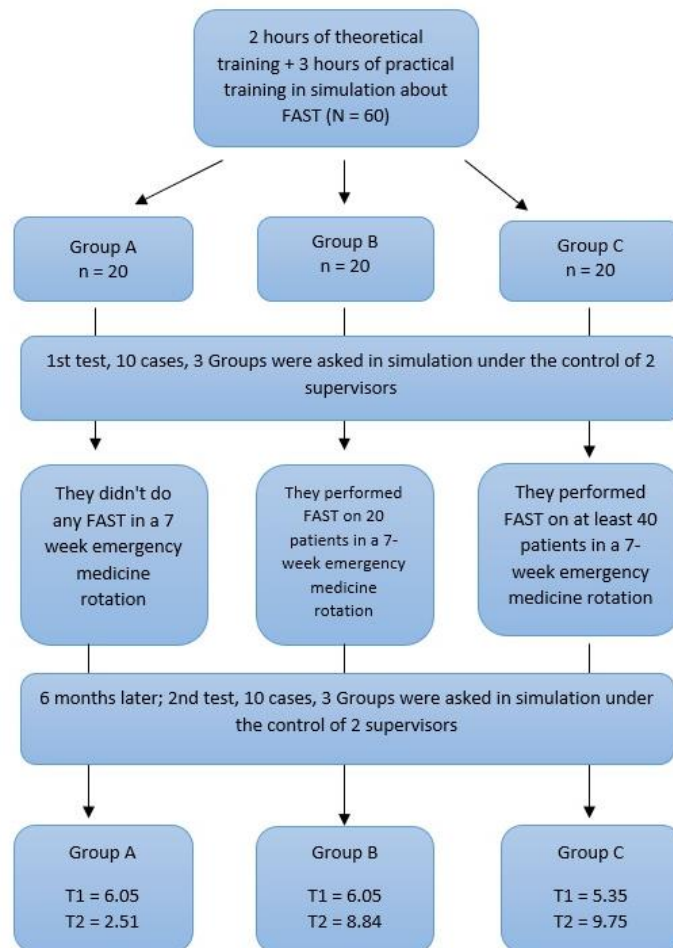 2 hours of theoretical
training + 3 hours of practical
training in simulation about
FAST (N = 60)
Group A
n = 20
Group B
n = 20
Group C
n = 20
1st test, 10 cases, 3 Groups were asked in simulation under the control of 2
supervisors
They didn't do
any FAST in a 7
week emergency
medicine
rotation
They performed
FAST on 20
patients in a 7-
week emergency
medicine
rotation
They performed
FAST on at least 40
patients in a 7-
week emergency
medicine rotation
6 months later; 2nd test, 10 cases, 3 Groups were asked in simulation under
the control of 2 supervisors
Group A
T1 = 6.05
T2 = 2.51
Group B
T1 = 6.05
T2 = 8.84
Group C
T1 = 5.35
T2 = 9.75